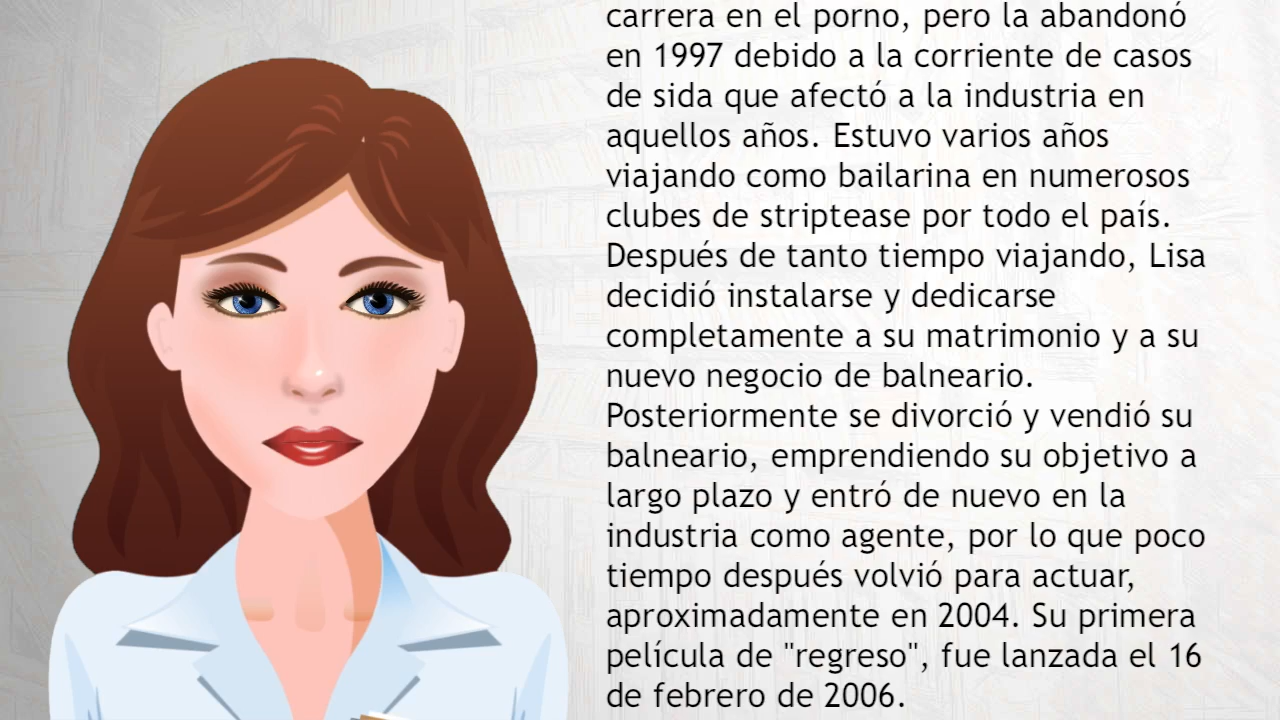 carrera en el porno, pero la abandonó
en 1997 debido a la corriente de casos
de sida que afectó a la industria en
aquellos años. Estuvo varios años
viajando como bailarina en numerosos
clubes de striptease por todo el país.
Después de tanto tiempo viajando, Lisa
decidió instalarse y dedicarse
completamente a su matrimonio y a su
nuevo negocio de balneario.
Posteriormente se divorció y vendió su
balneario, emprendiendo su objetivo a
largo plazo y entró de nuevo en la
industria como agente, por lo que poco
tiempo después volvió para actuar,
aproximadamente en 2004. Su primera
película de "regreso", fue lanzada el 16
de febrero de 2006.